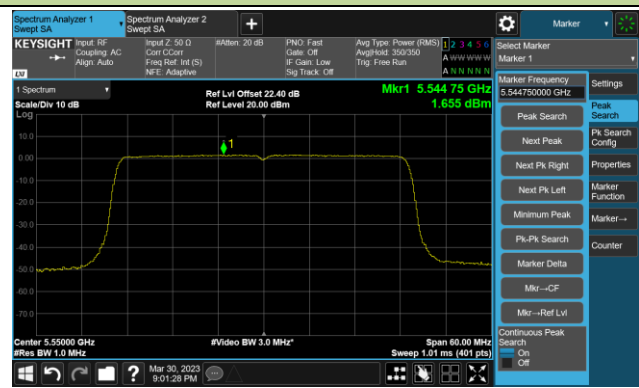 Spectrum Analyzer 1
Swept SA
Spectrum Analyzer 2
Swept SA
+
Marker
KEYSIGHT
Input: RF
Coupling: AC
Align: Auto
Input Z: 50 Ω
Corr CCorr
Freq Ref: Int (S)
NFE: Adaptive
#Atten: 20 dB
PNO: Fast
Gate: Off
IF Gain: Low
Sig Track: Off
Avg Type: Power (RMS)
Avg|Hold: 350/350
Trig: Free Run
1 2 3 4 5 6
A W W W W W
A N N N N N
LXI
Select Marker
Marker 1
1 Spectrum
Scale/Div 10 dB
Log
Ref Lvl Offset 22.40 dB
Ref Level 20.00 dBm
Mkr1 5.544 75 GHz
1.655 dBm
10.0
0.00
-10.0
-20.0
-30.0
-40.0
-50.0
-60.0
-70.0
1
Center 5.55000 GHz
#Res BW 1.0 MHz
#Video BW 3.0 MHz*
Span 60.00 MHz
Sweep 1.01 ms (401 pts)
Marker Frequency
5.544750000 GHz
Peak Search
Next Peak
Next Pk Right
Next Pk Left
Minimum Peak
Pk-Pk Search
Marker Delta
Mkr→CF
Mkr→Ref Lvl
Continuous Peak
Search
On
Off
Settings
Peak
Search
Pk Search
Config
Properties
Marker
Function
Marker→
Counter
?
Mar 30, 2023
9:01:28 PM